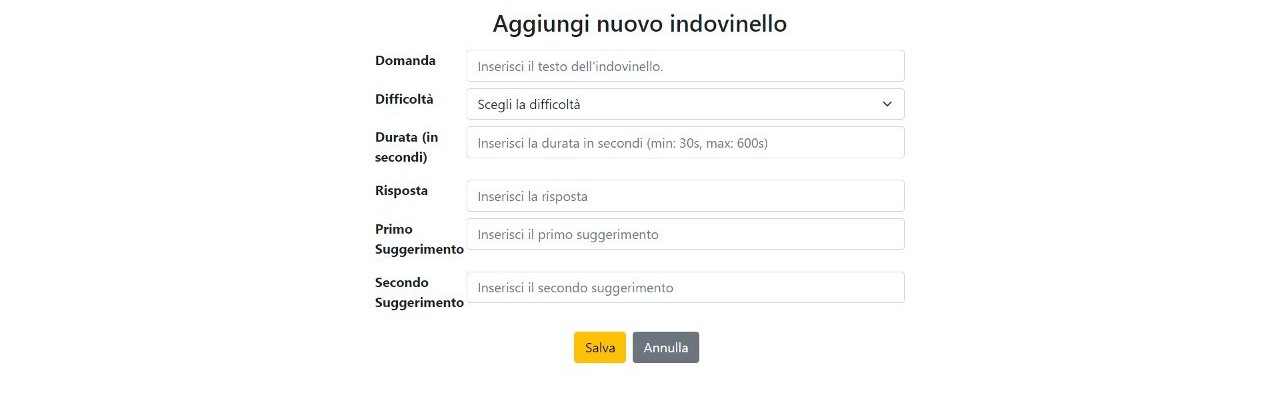 Aggiungi nuovo indovinello
Domanda
Inserisci il testo dell'indovinello.
Difficoltà
Scegli la difficoltà
Durata (in
secondi)
Inserisci la durata in secondi (min: 30s, max: 600s)
Risposta
Inserisci la risposta
Primo
Suggerimento
Inserisci il primo suggerimento
Secondo
Suggerimento
Inserisci il secondo suggerimento
Salva
Annulla